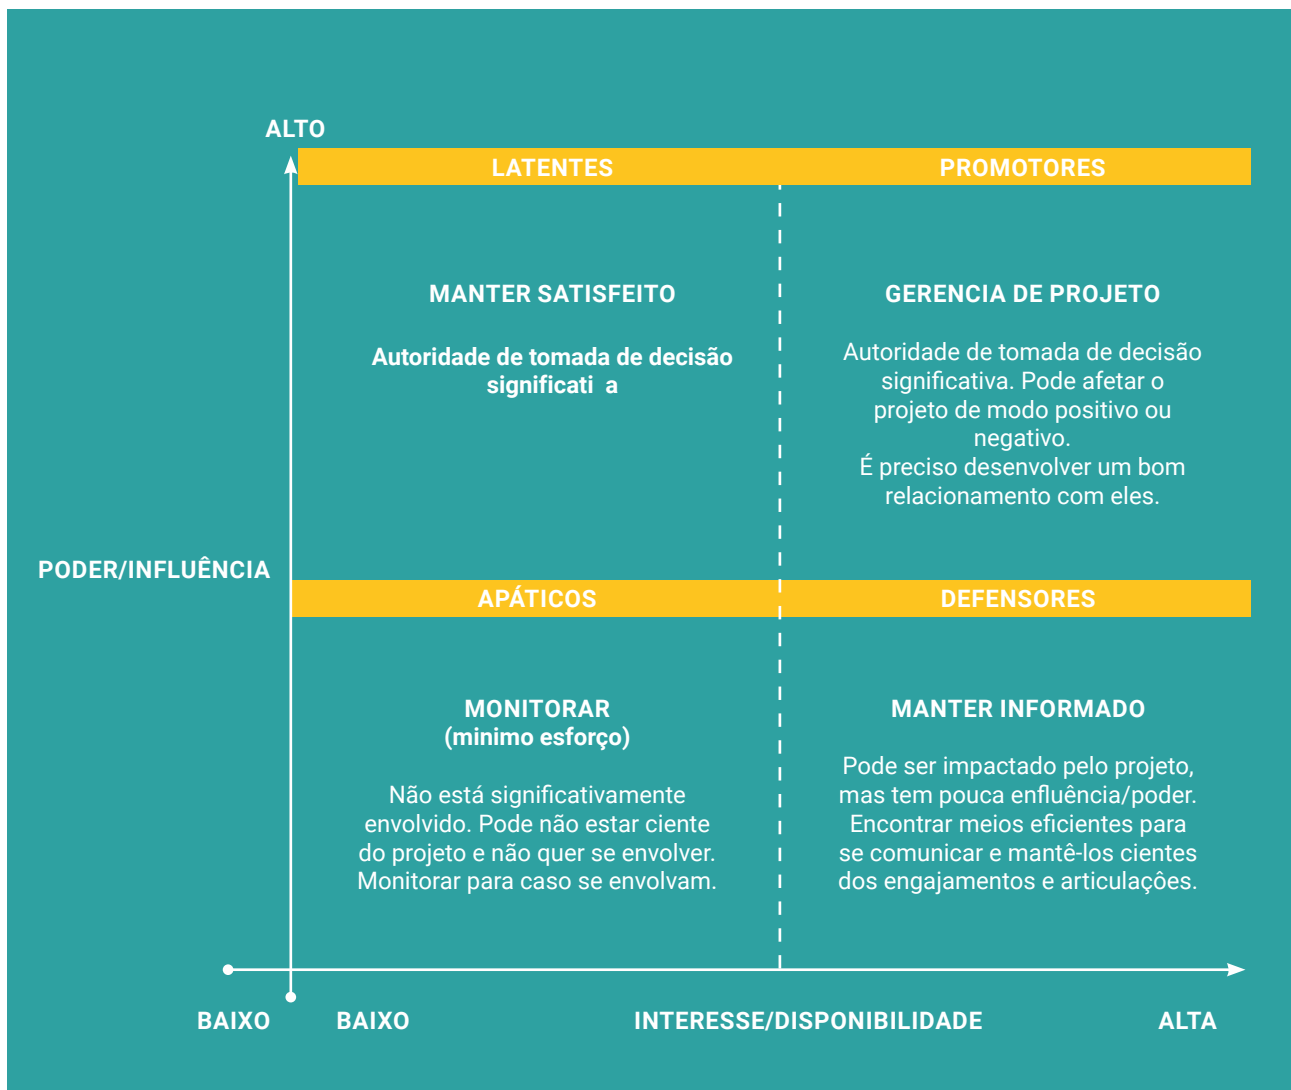 ALTO
LATENTES
PROMOTORES
MANTER SATISFEITO
Autoridade de tomada de decisão
significati a
GERENCIA DE PROJETO
Autoridade de tomada de decisão
significativa. Pode afetar o
projeto de modo positivo ou
negativo.
É preciso desenvolver um bom
relacionamento com eles.
PODER/INFLUÊNCIA
APÁTICOS
DEFENSORES
MONITORAR
(minimo esforço)
Não está significativamente
envolvido. Pode não estar ciente
do projeto e não quer se envolver.
Monitorar para caso se envolvam.
MANTER INFORMADO
Pode ser impactado pelo projeto,
mas tem pouca enfluência/poder.
Encontrar meios eficientes para
se comunicar e mantê-los cientes
dos engajamentos e articulaçôes.
BAIXO
BAIXO
INTERESSE/DISPONIBILIDADE
ALTA